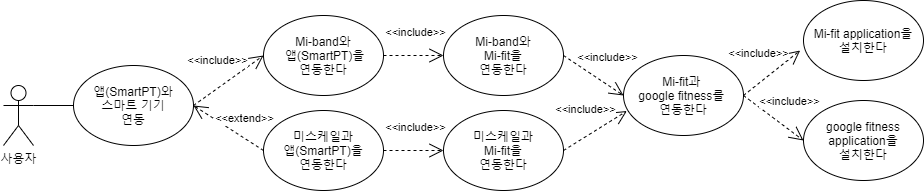 사용자
앱(SmartPT)와
스마트 기기
연동
<<include>>
<<extend>>
Mi-band와
앱(SmartPT)을
연동한다
미스케일과
앱(SmartPT)을
연동한다
<<include>>
<<include>>
Mi-band와
Mi-fit을
연동한다
미스케일과
Mi-fit을
연동한다
<<include>>
<<include>>
Mi-fit과
google fitness를
연동한다
<<include>>
<<include>>
Mi-fit application을
설치한다
google fitness
application을
설치한다